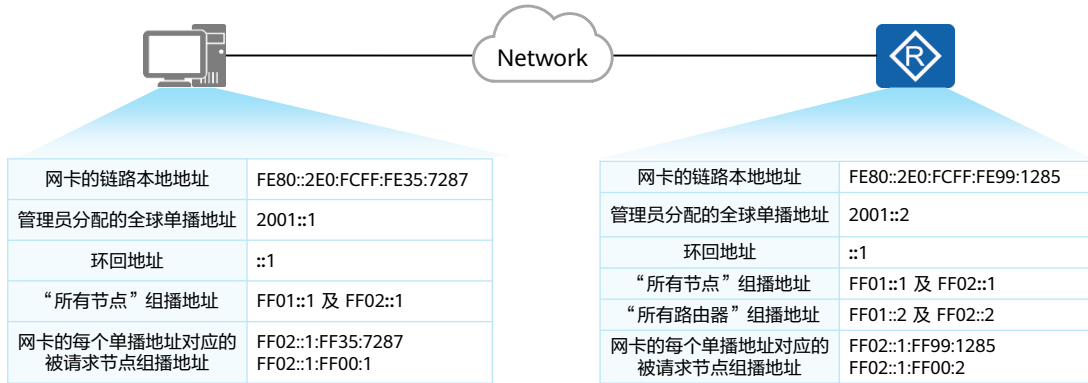 Network
R
网卡的链路本地地址 FE80::2E0:FCFF:FE35:7287
管理员分配的全球单播地址 2001::1
环回地址 ::1
“所有节点”组播地址 FF01::1 及 FF02::1
网卡的每个单播地址对应的 FF02::1:FF35:7287
被请求节点组播地址 FF02::1:FF00:1
网卡的链路本地地址 FE80::2E0:FCFF:FE99:1285
管理员分配的全球单播地址 2001::2
环回地址 ::1
“所有节点”组播地址 FF01::1 及 FF02::1
“所有路由器”组播地址 FF01::2 及 FF02::2
网卡的每个单播地址对应的 FF02::1:FF99:1285
被请求节点组播地址 FF02::1:FF00:2